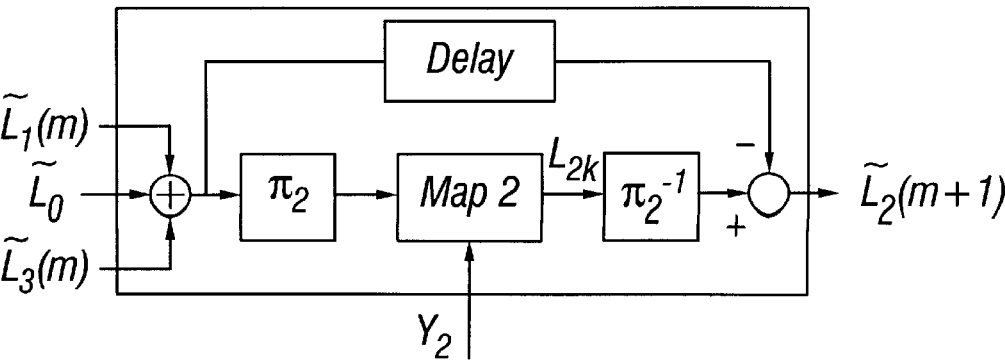 Delay
L̃₁(m)
L̃₀
L̃₃(m)
+
π₂
Map 2
L₂ₖ
π₂⁻¹
−
+
L̃₂(m+1)
Y₂